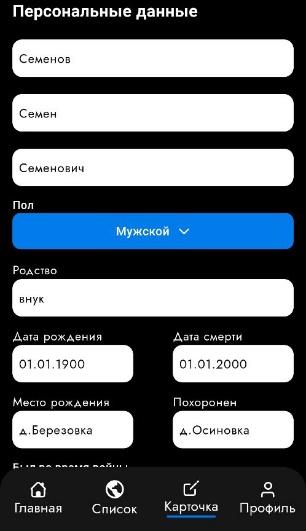 Персональные данные
Семенов
Семен
Семенович
Пол
Мужской
Родство
внук
Дата рождения Дата смерти
01.01.1900 01.01.2000
Место рождения Похоронен
д.Березовка д.Осиновка
Был во время войны
Главная Список Карточка Профиль